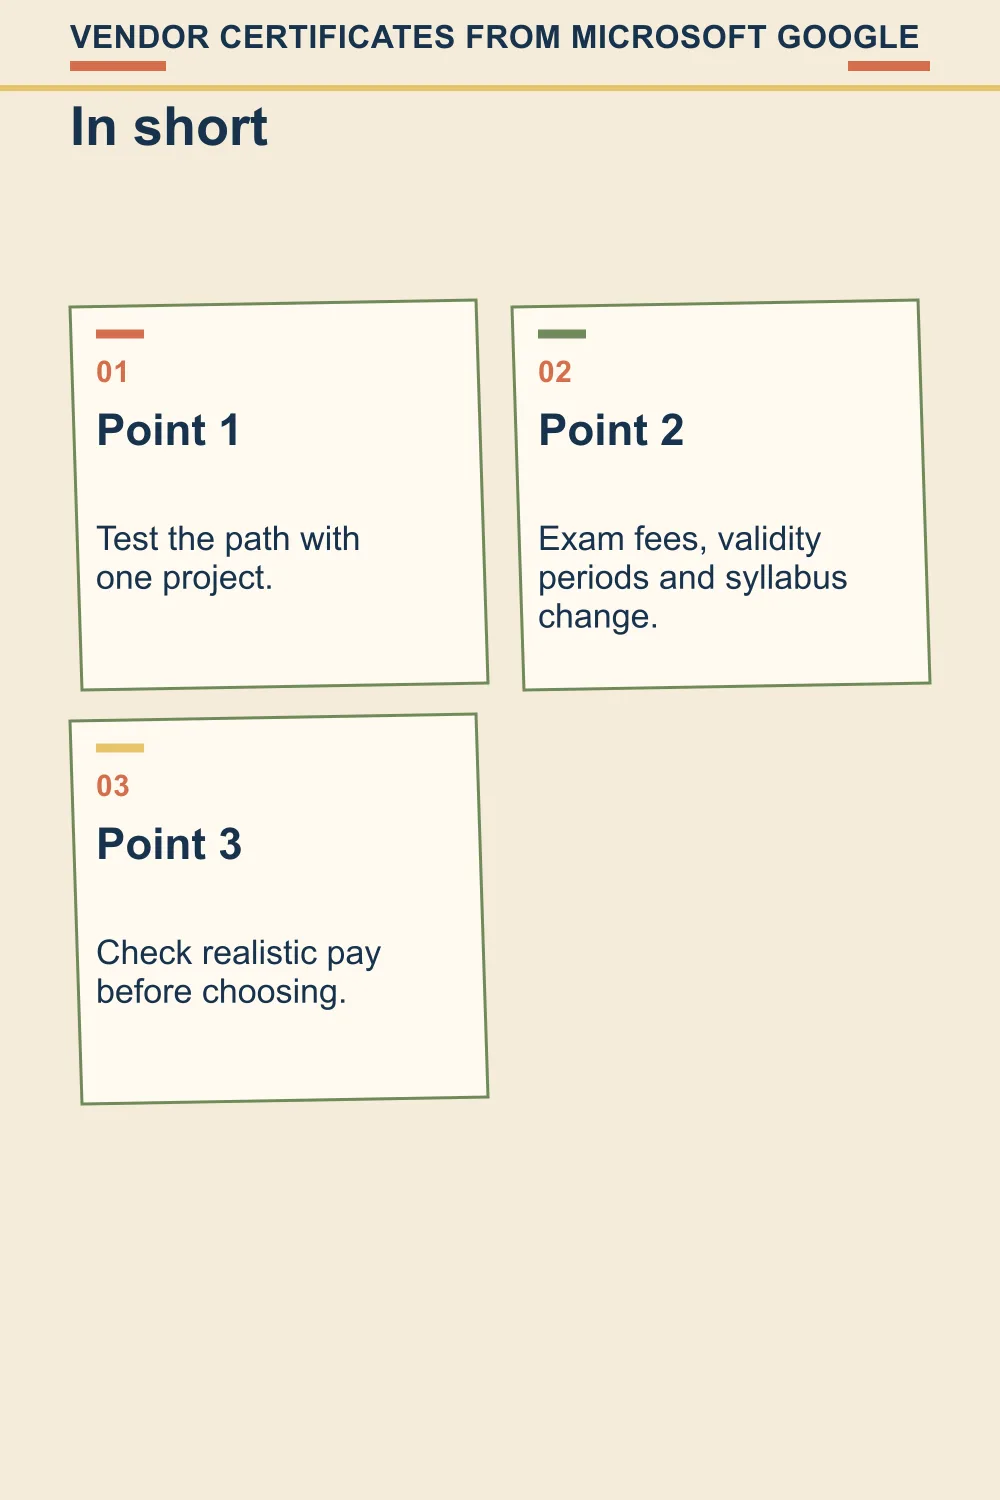 VENDOR CERTIFICATES FROM MICROSOFT GOOGLE
In short
01
Point 1
Test the path with
one project.
02
Point 2
Exam fees, validity
periods and syllabus
change.
03
Point 3
Check realistic pay
before choosing.